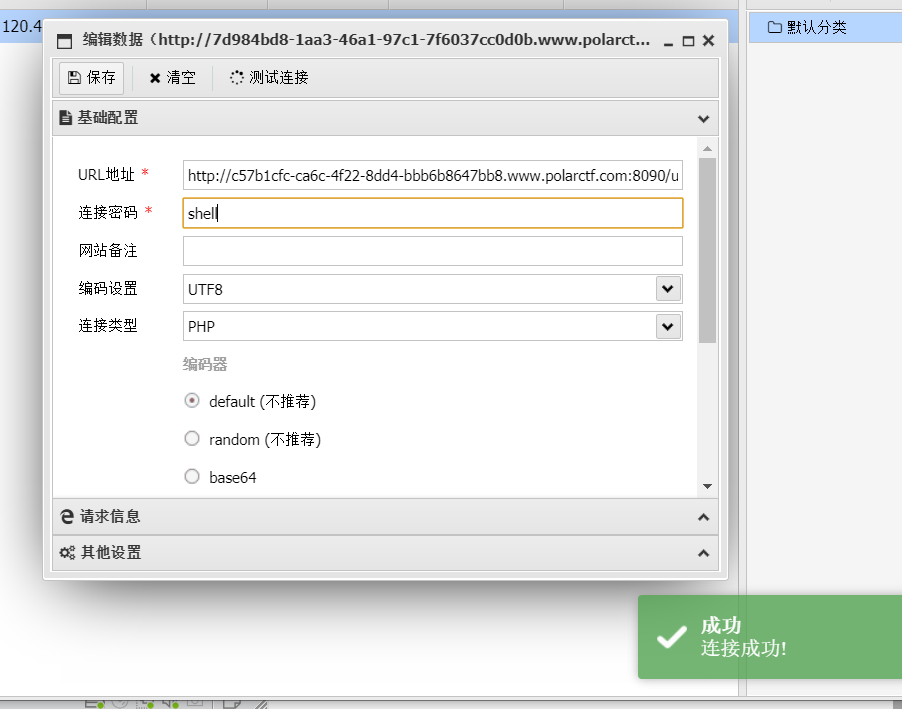 120.4
编辑数据（http://7d984bd8-1aa3-46a1-97c1-7f6037cc0d0b.www.polarct...
默认分类
保存 清空 测试连接
基础配置
URL地址 * http://c57b1cfc-ca6c-4f22-8dd4-bbb6b8647bb8.www.polarctf.com:8090/u
连接密码 * shell
网站备注
编码设置 UTF8
连接类型 PHP
编码器
default (不推荐)
random (不推荐)
base64
请求信息
其他设置
成功
连接成功!